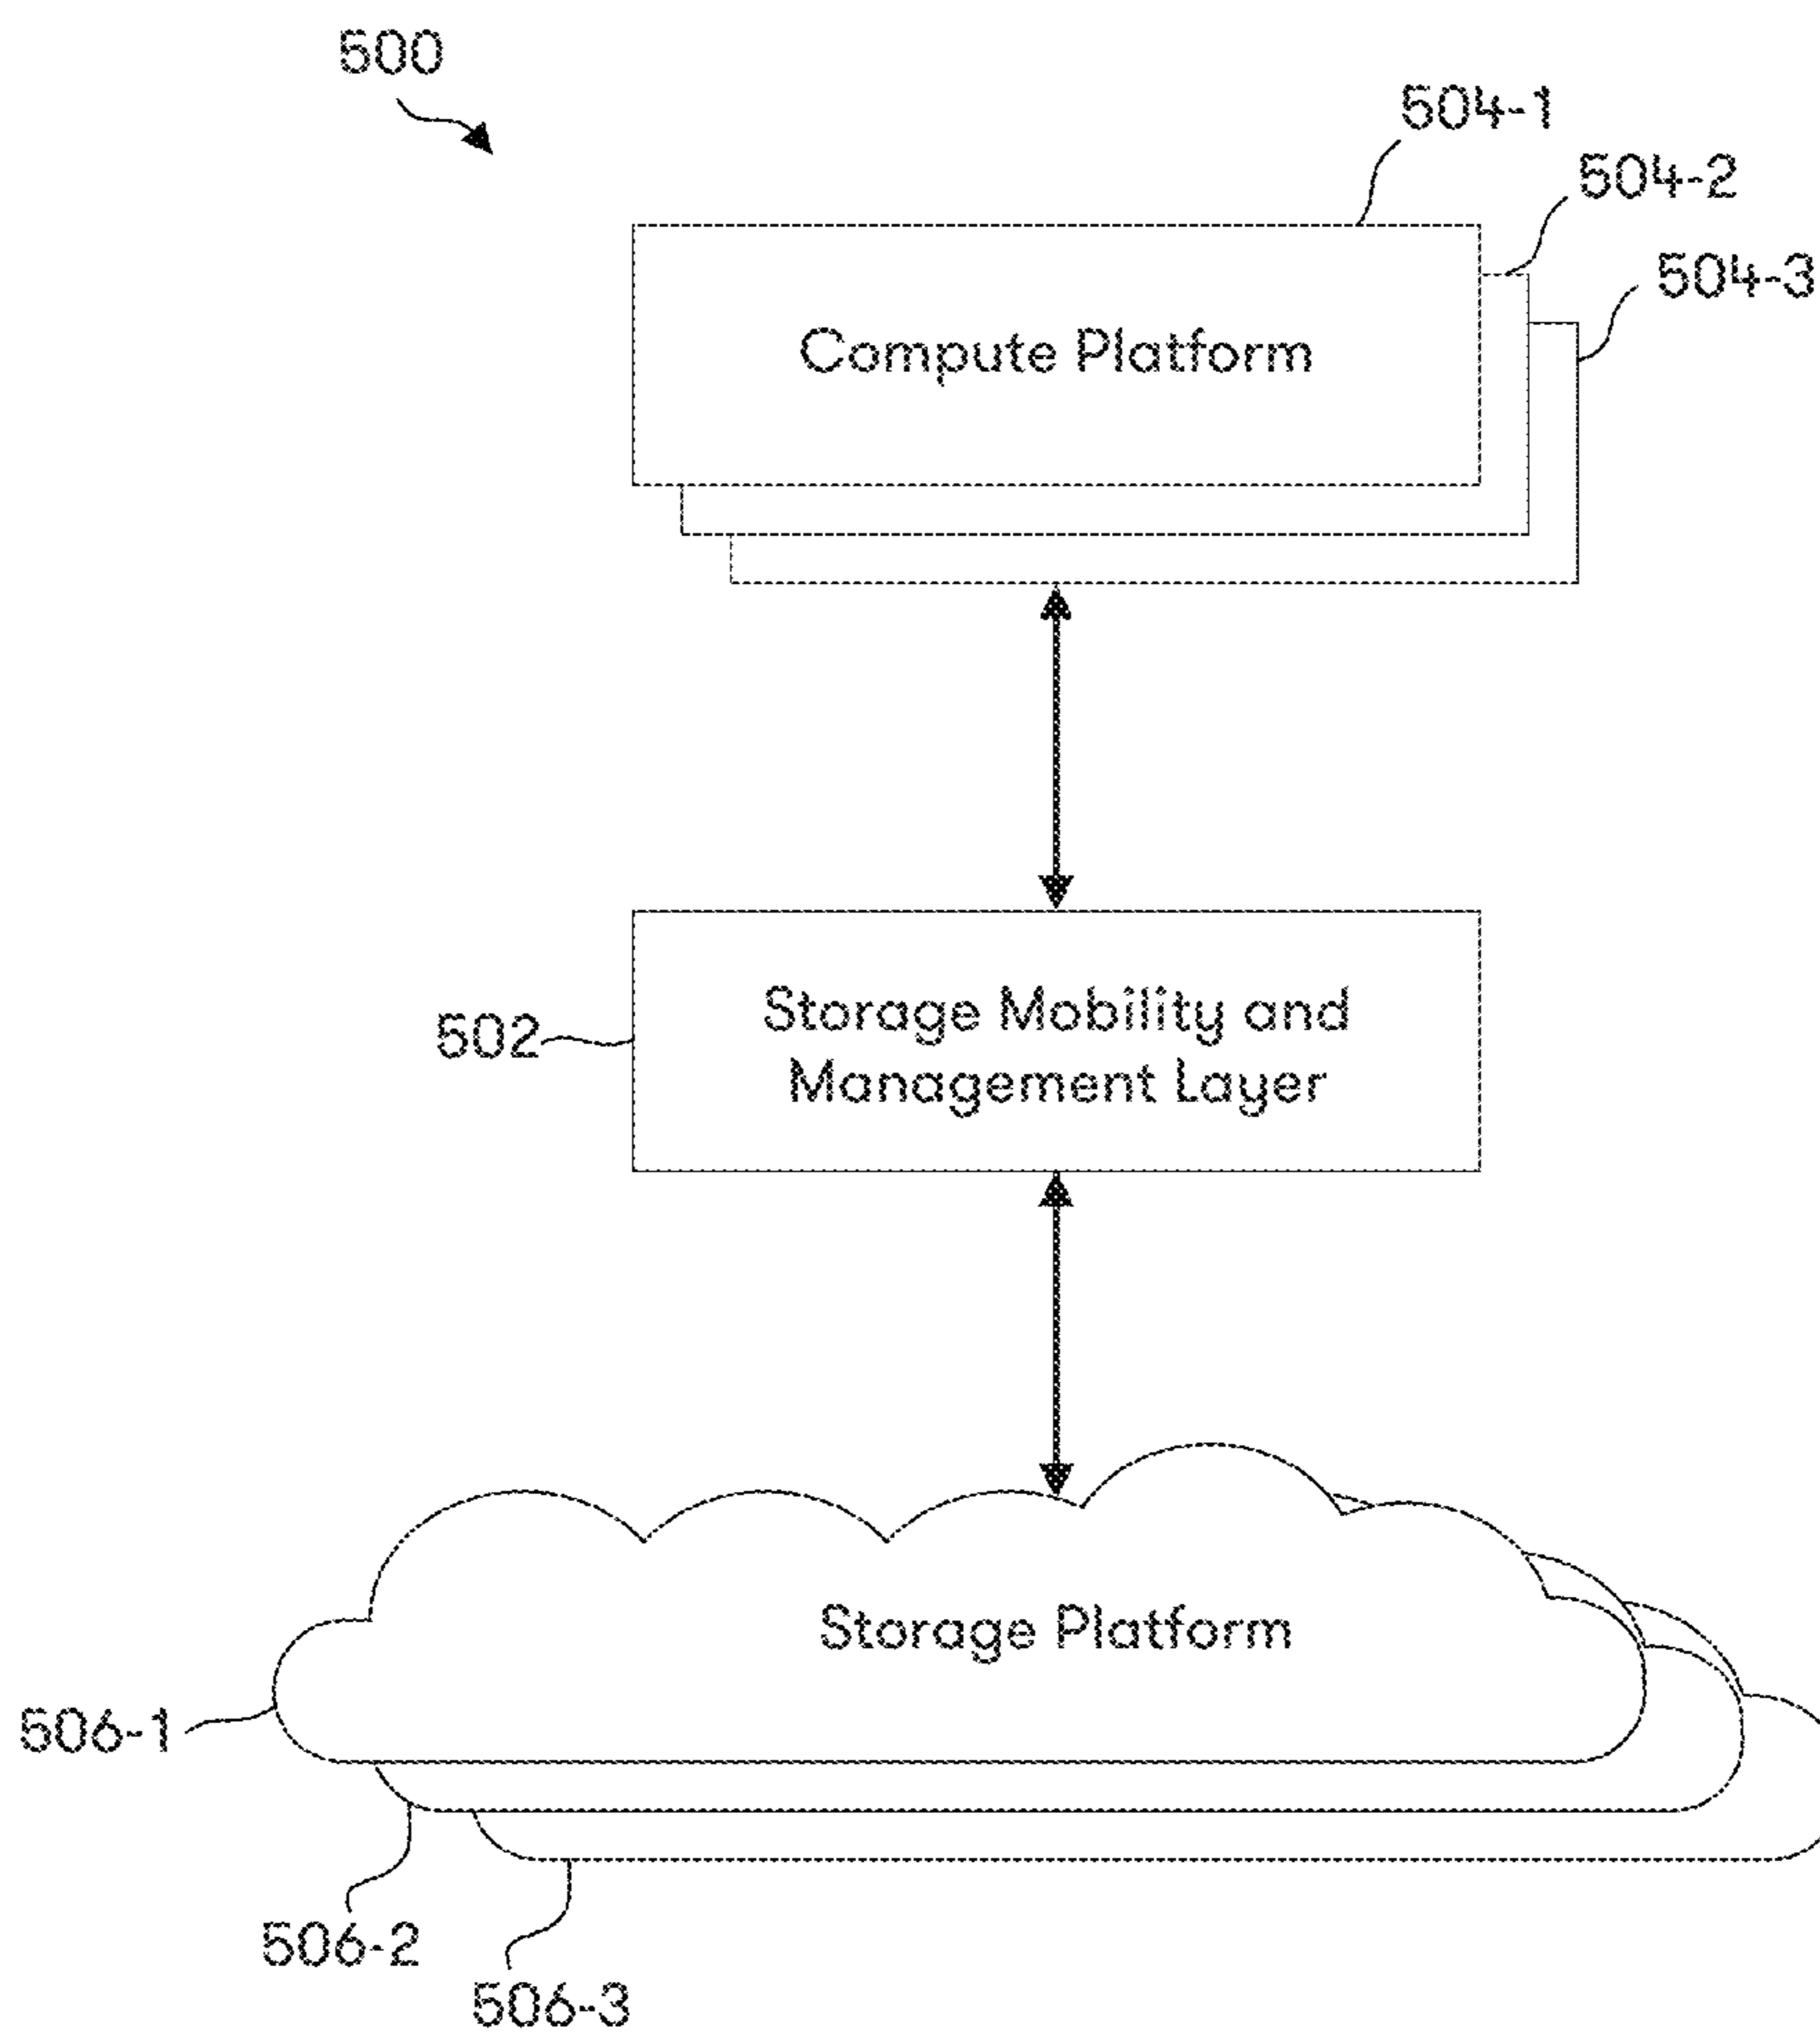 500
504-1
504-2
504-3
Compute Platform
502
Storage Mobility and
Management Layer
Storage Platform
506-1
506-2
506-3